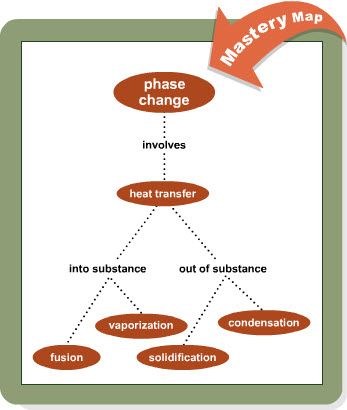 Mastery Map
phase
change
involves
heat transfer
into substance
out of substance
vaporization
condensation
fusion
solidification